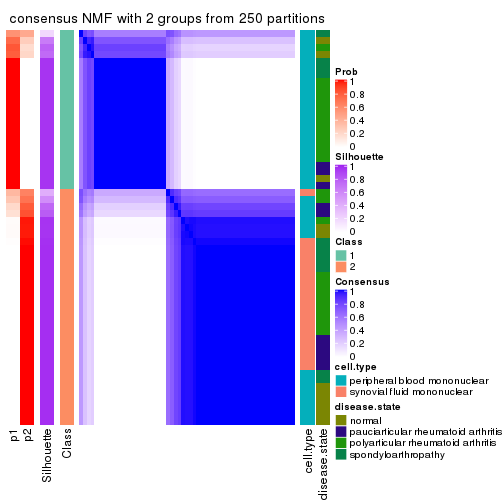 consensus NMF with 2 groups from 250 partitions
Prob
1
0.8
0.6
0.4
0.2
0
Silhouette
1
0.8
0.6
0.4
0.2
0
Class
1
2
Consensus
1
0.8
0.6
0.4
0.2
0
cell.type
peripheral blood mononuclear
synovial fluid mononuclear
disease.state
normal
pauciarticular rheumatoid arthritis
polyarticular rheumatoid arthritis
spondyloarthropathy
p1
p2
Silhouette
Class
cell.type
disease.state